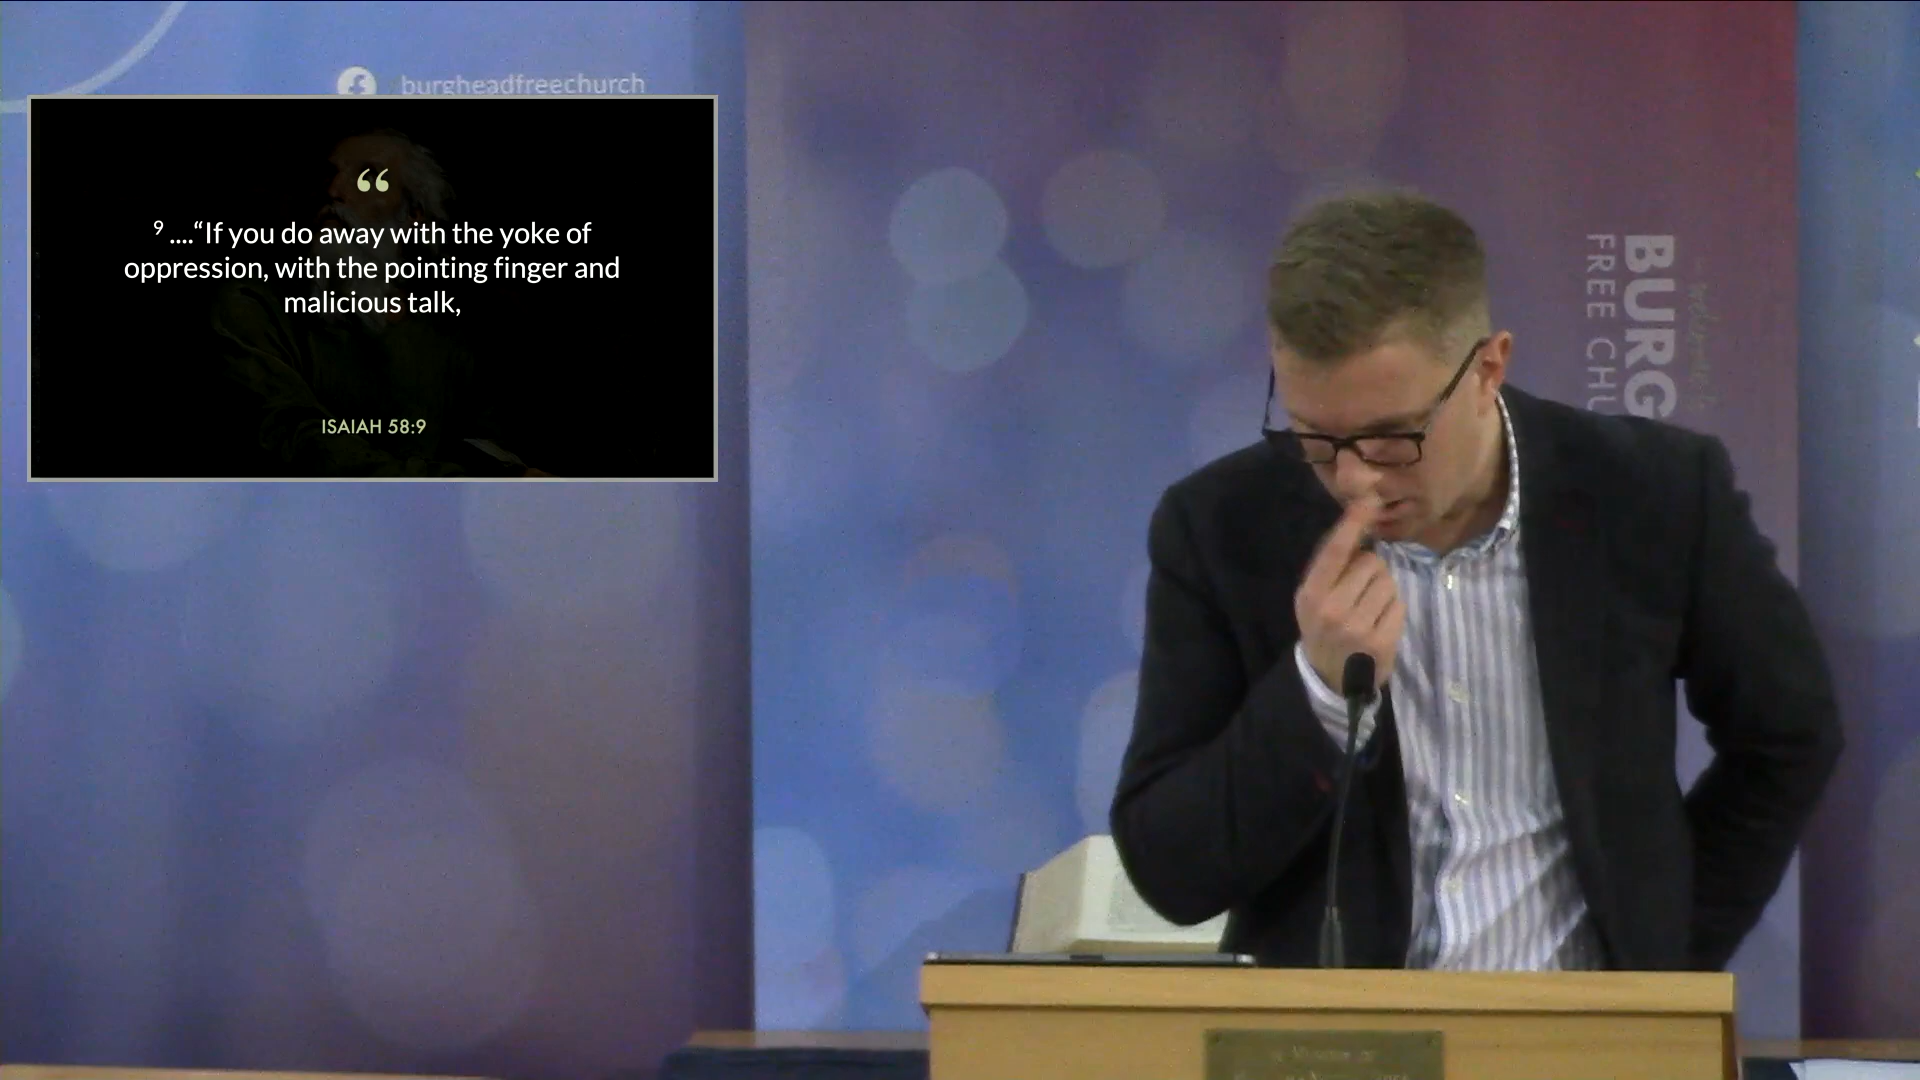 burgheadfreechurch
“
⁹ ....“If you do away with the yoke of
oppression, with the pointing finger and
malicious talk,
ISAIAH 58:9
BURG
FREE CHU